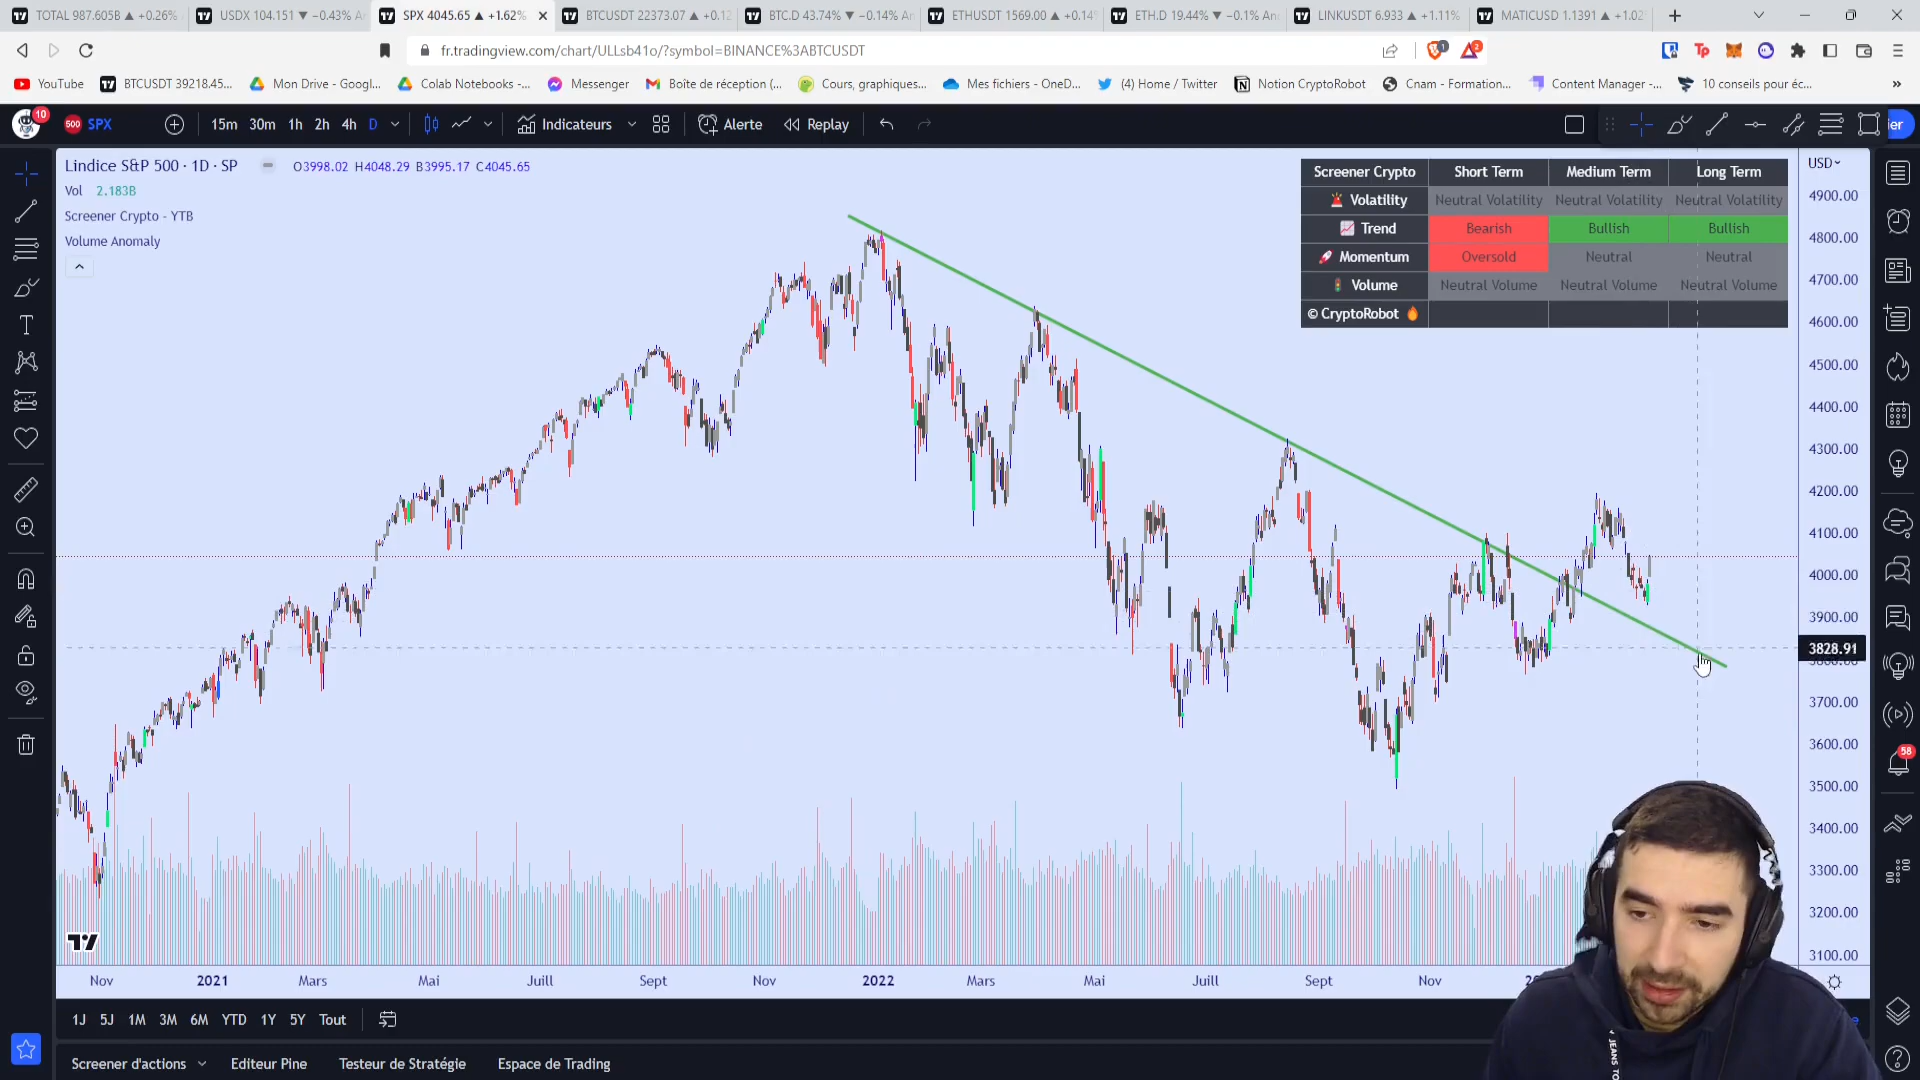 TOTAL 987.605B ▲ +0.26%
USDX 104.151 ▼ −0.43%
SPX 4045.65 ▲ +1.62%
BTCUSDT 22373.07 ▲
BTC.D 43.74% ▼ −0.14%
ETHUSDT 1569.00 ▲
ETH.D 19.44% ▼ −0.1%
LINKUSDT 6.933 ▲ +1.11%
MATICUSD 1.1391 ▲
fr.tradingview.com/chart/ULLsb41o/?symbol=BINANCE%3ABTCUSDT
YouTube
BTCUSDT 39218.45...
Mon Drive - Googl...
Colab Notebooks -...
Messenger
Boîte de réception (...
Cours, graphiques...
Mes fichiers - OneD...
(4) Home / Twitter
Notion CryptoRobot
Cnam - Formation...
Content Manager -...
10 conseils pour éc...
10
500 SPX 15m 30m 1h 2h 4h D Indicateurs Alerte Replay
Lindice S&P 500 · 1D · SP O3998.02 H4048.29 B3995.17 C4045.65
Vol 2.183B
Screener Crypto - YTB
Volume Anomaly
Screener Crypto Short Term Medium Term Long Term
Volatility Neutral Volatility Neutral Volatility Neutral Volatility
Trend Bearish Bullish Bullish
Momentum Oversold Neutral Neutral
Volume Neutral Volume Neutral Volume Neutral Volume
© CryptoRobot
USD
4900.00
4800.00
4700.00
4600.00
4500.00
4400.00
4300.00
4200.00
4100.00
4000.00
3900.00
3828.91
3700.00
3600.00
3500.00
3400.00
3300.00
3200.00
3100.00
58
Nov 2021 Mars Mai Juill Sept Nov 2022 Mars Mai Juill Sept Nov
1J 5J 1M 3M 6M YTD 1Y 5Y Tout
Screener d'actions Editeur Pine Testeur de Stratégie Espace de Trading
JEANS